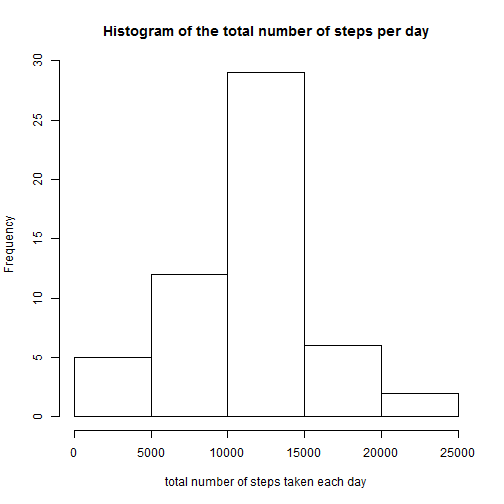 Histogram of the total number of steps per day
Frequency
30
25
20
15
10
5
0
0 5000 10000 15000 20000 25000
total number of steps taken each day